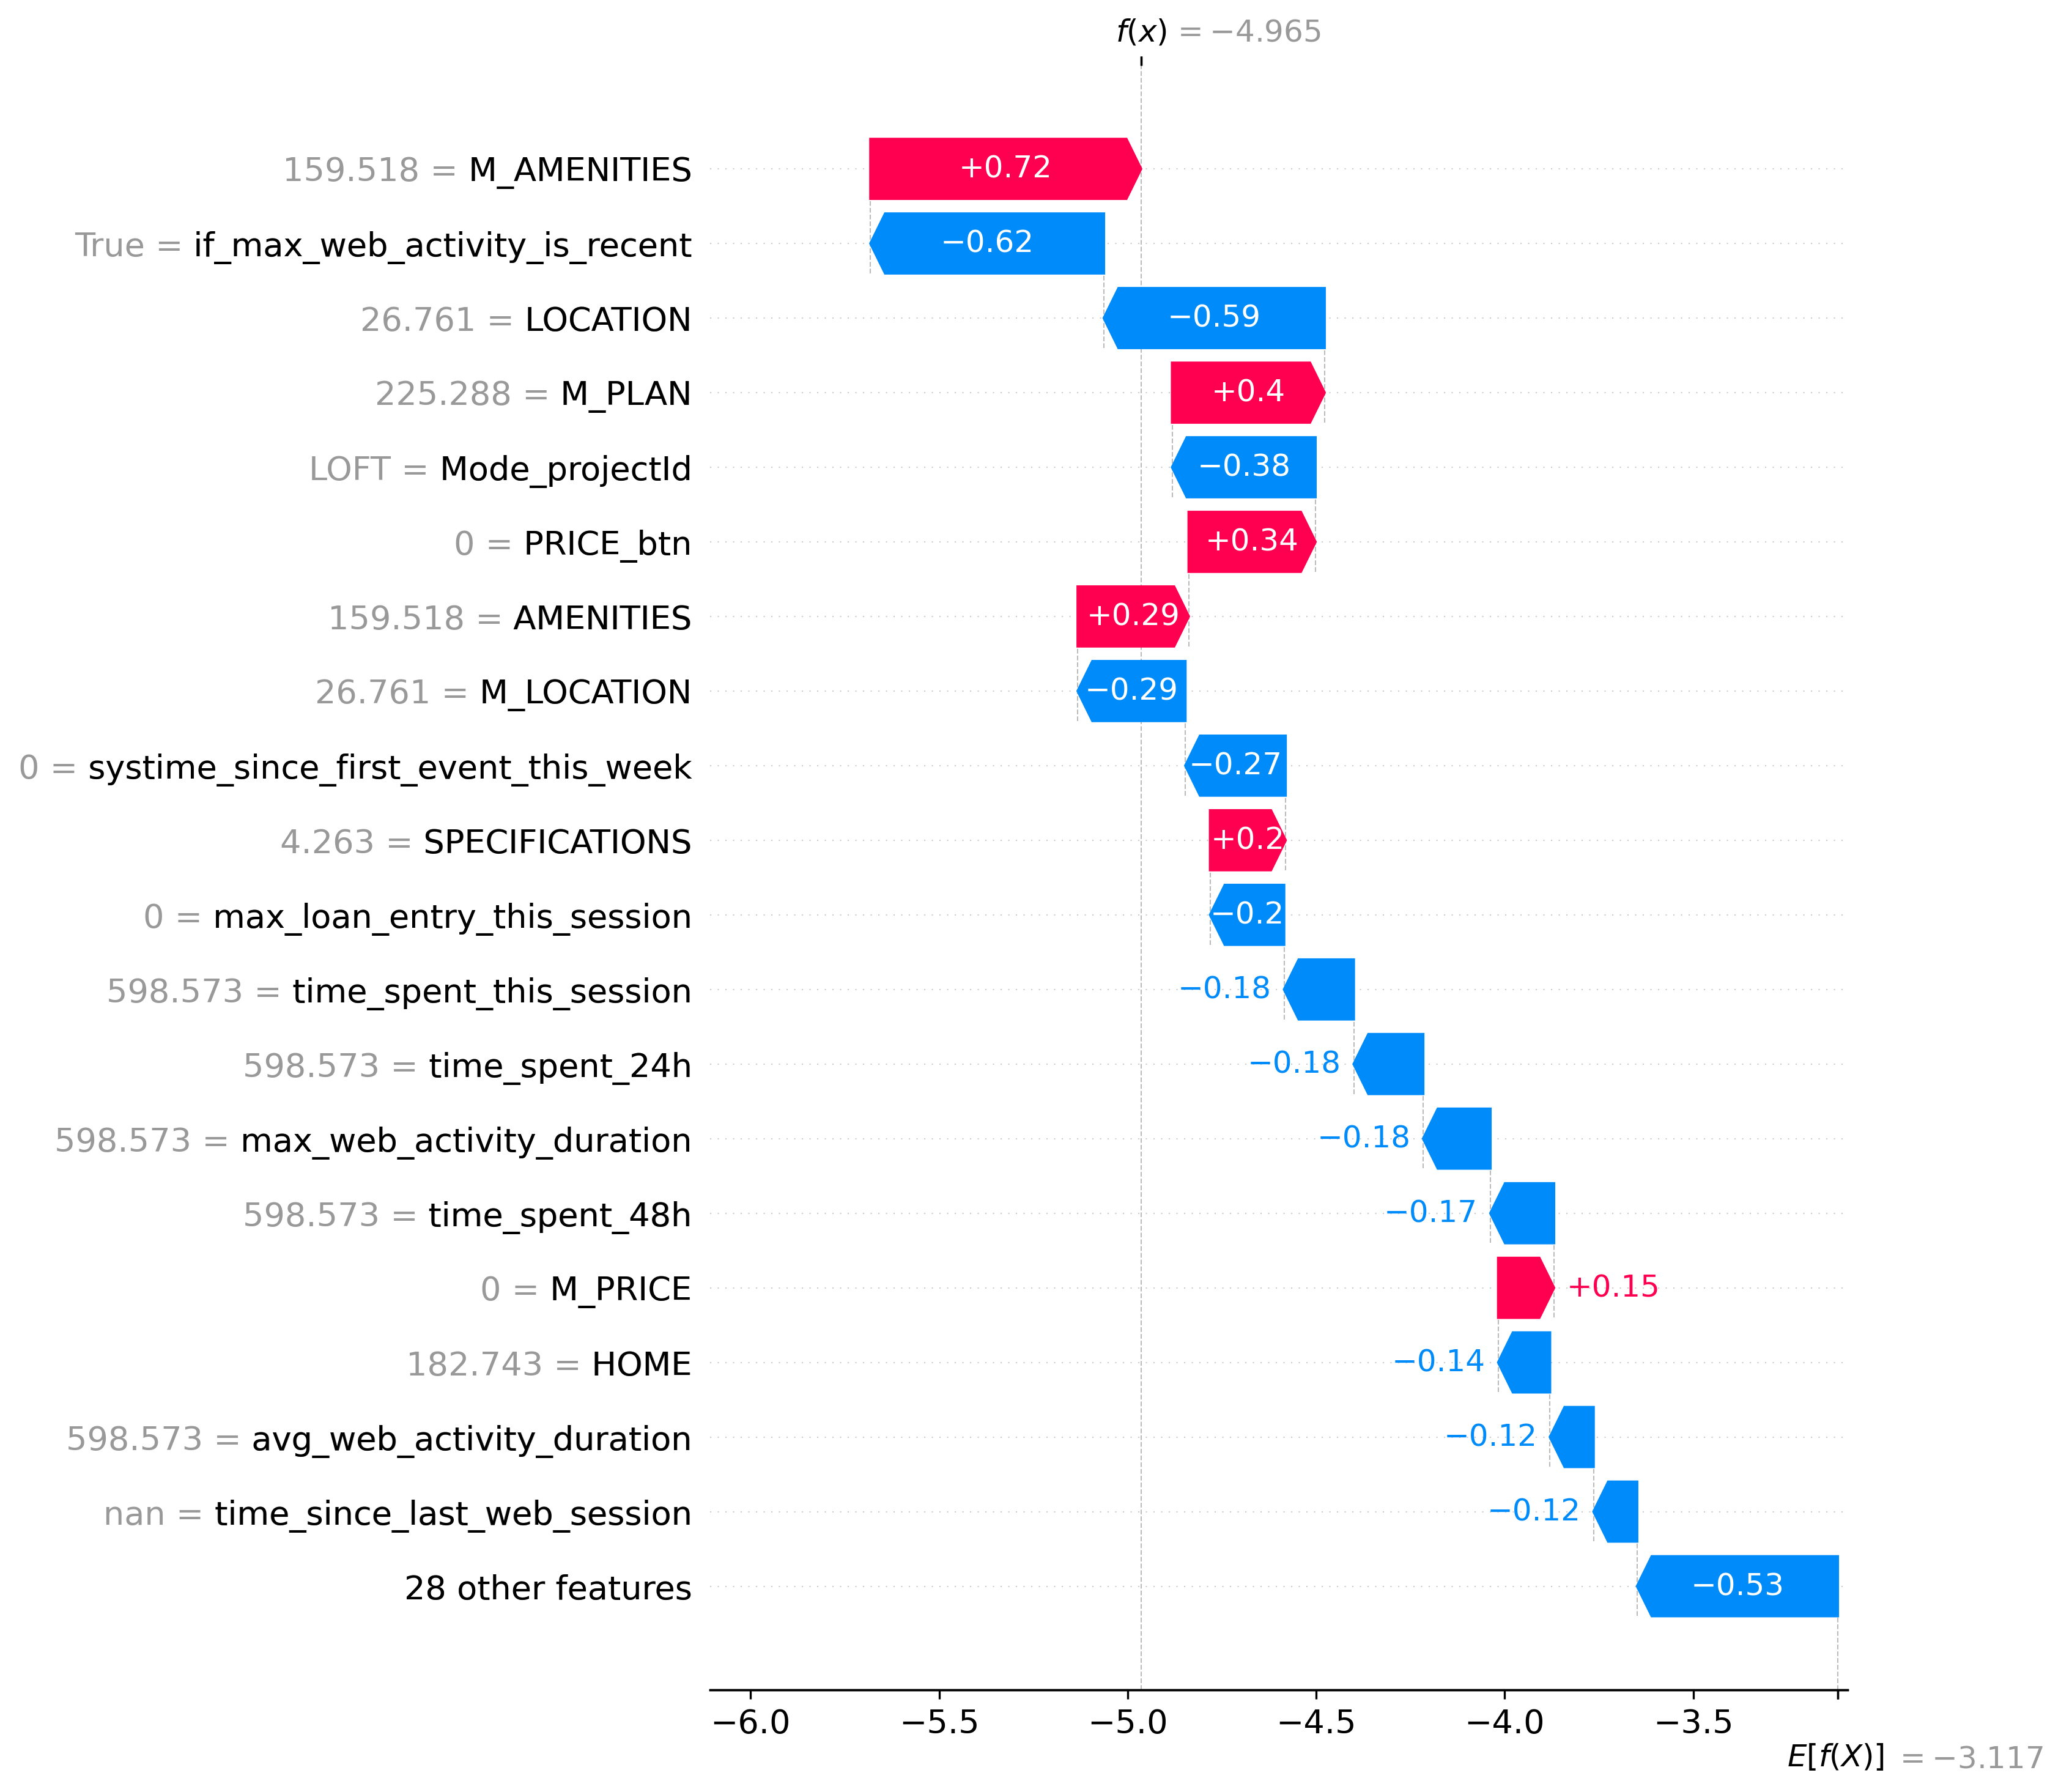 f(x) = −4.965
159.518 = M_AMENITIES +0.72
True = if_max_web_activity_is_recent −0.62
26.761 = LOCATION −0.59
225.288 = M_PLAN +0.4
LOFT = Mode_projectId −0.38
0 = PRICE_btn +0.34
159.518 = AMENITIES +0.29
26.761 = M_LOCATION −0.29
0 = systime_since_first_event_this_week −0.27
4.263 = SPECIFICATIONS +0.2
0 = max_loan_entry_this_session −0.2
598.573 = time_spent_this_session −0.18
598.573 = time_spent_24h −0.18
598.573 = max_web_activity_duration −0.18
598.573 = time_spent_48h −0.17
0 = M_PRICE +0.15
182.743 = HOME −0.14
598.573 = avg_web_activity_duration −0.12
nan = time_since_last_web_session −0.12
28 other features −0.53
−6.0 −5.5 −5.0 −4.5 −4.0 −3.5
E[f(X)] = −3.117